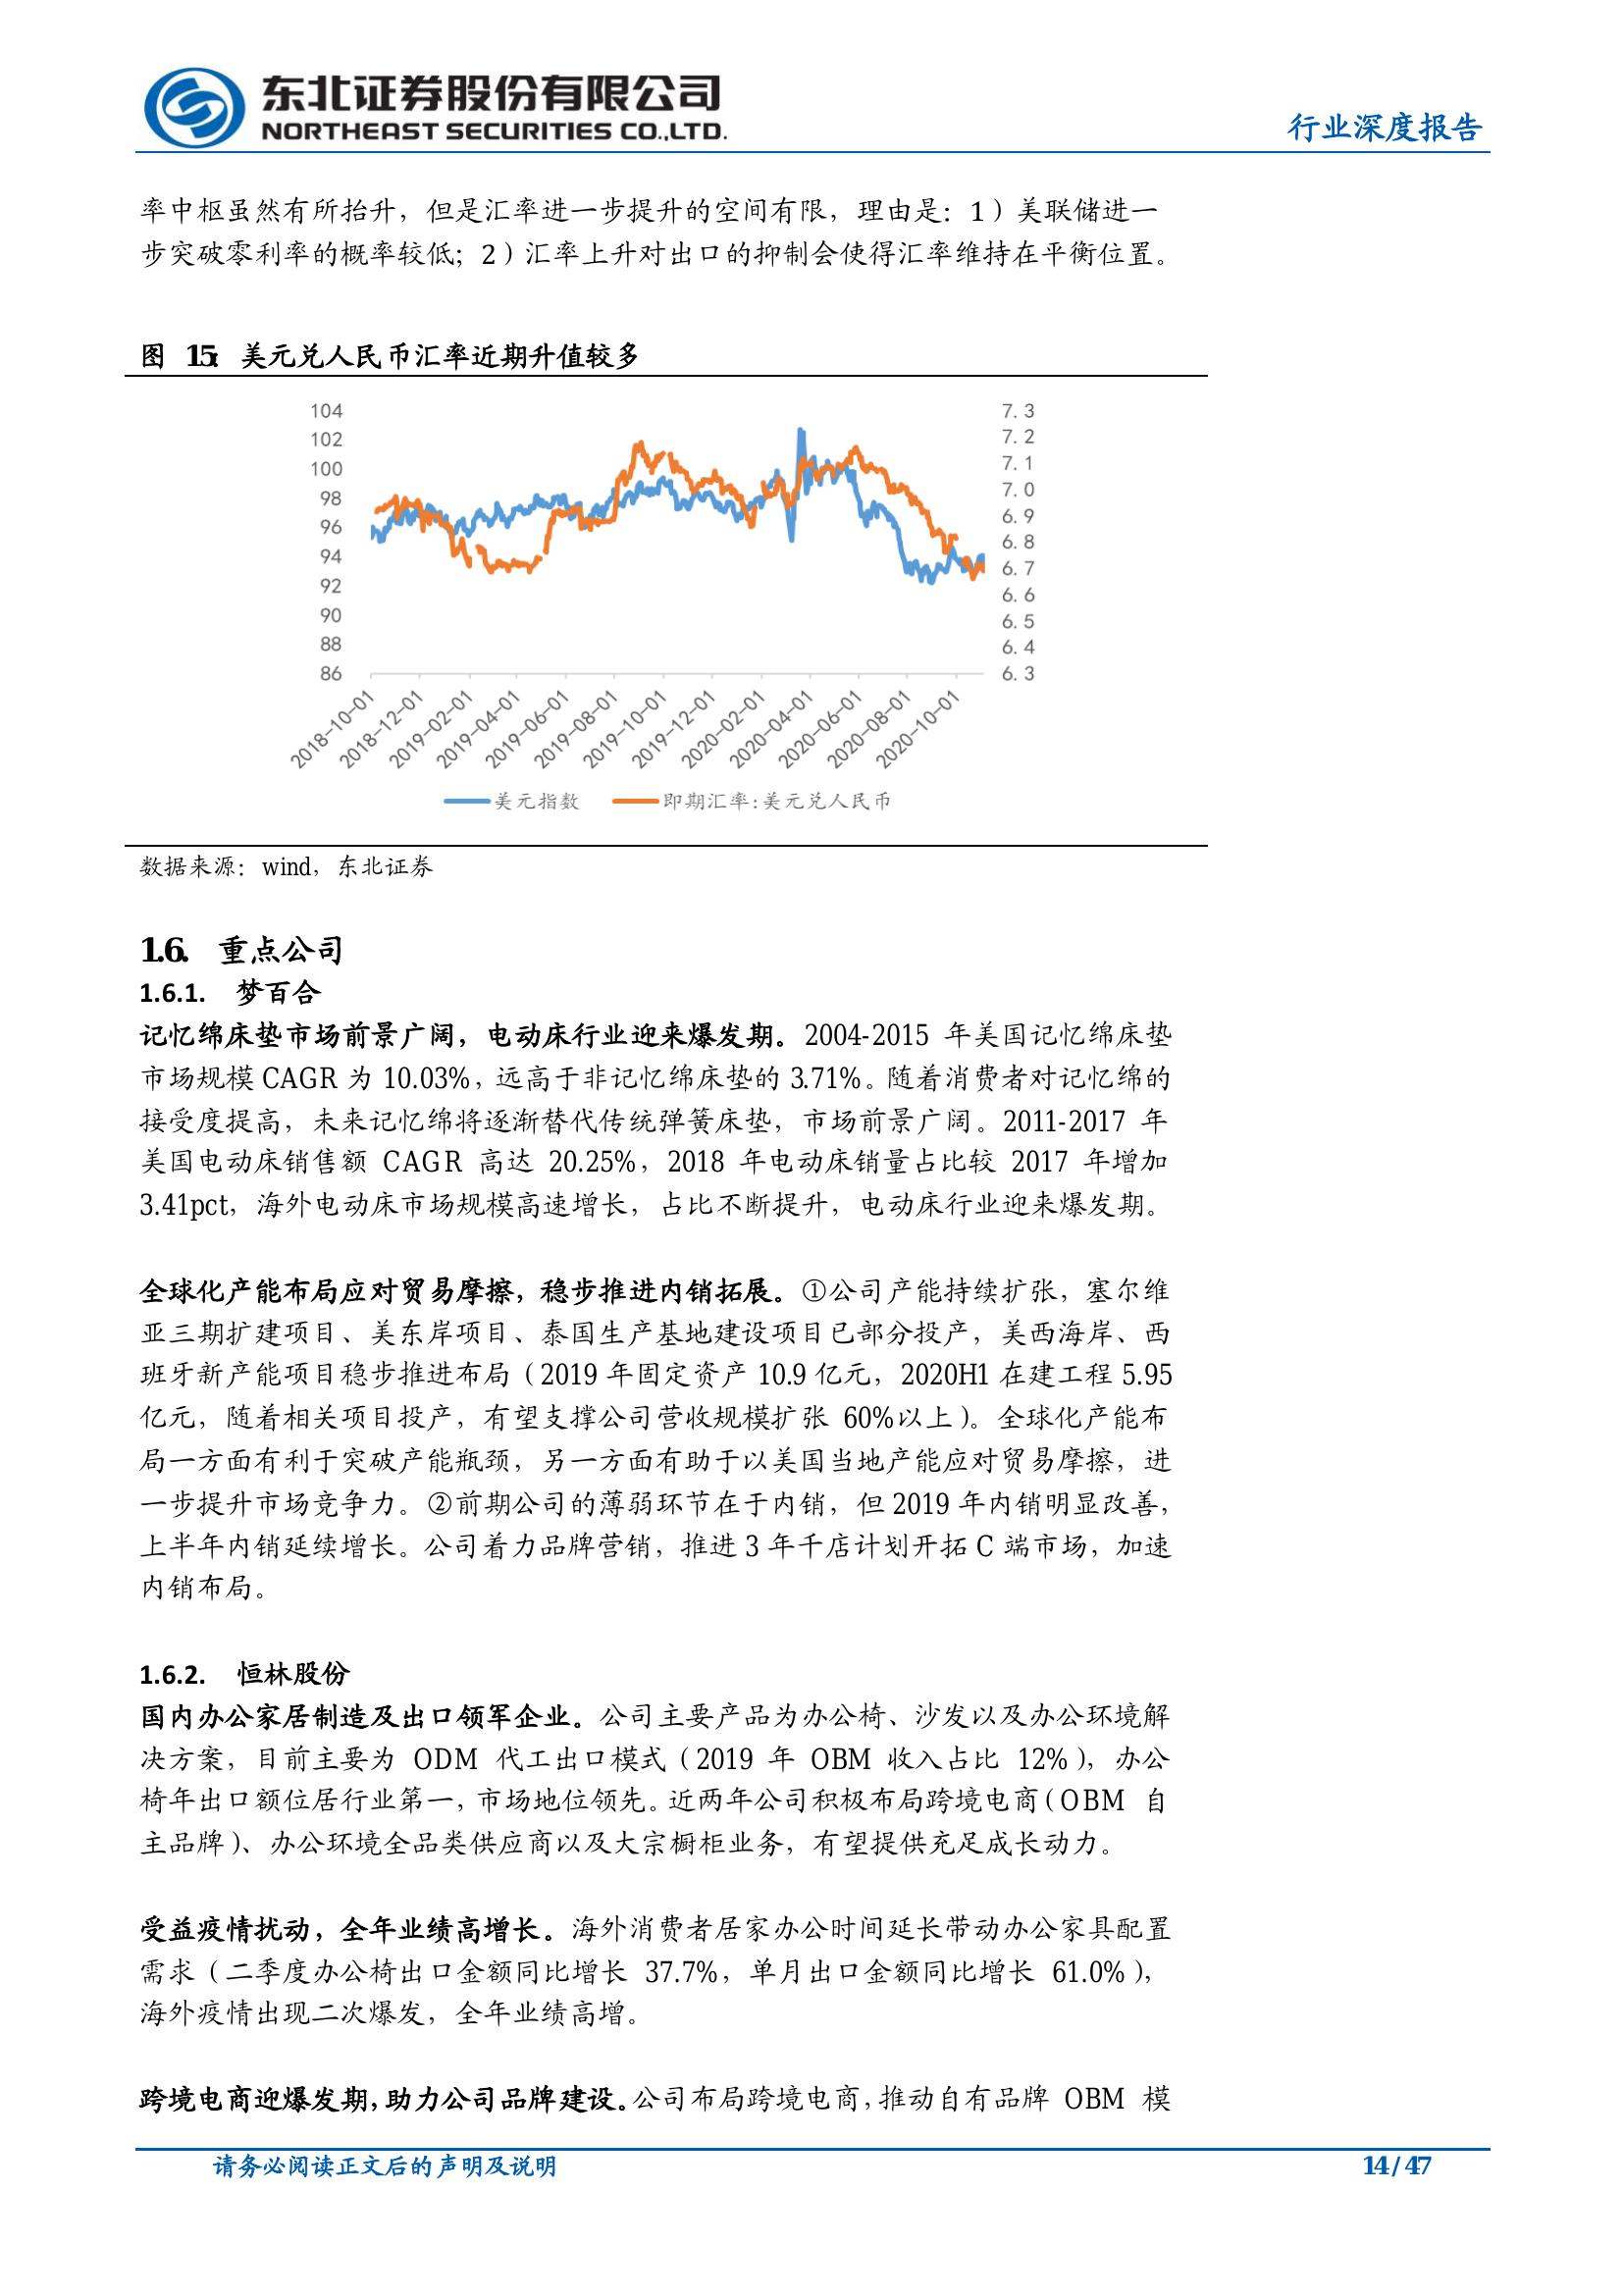 东北证券股份有限公司
NORTHEAST SECURITIES CO.,LTD.
行业深度报告
率中枢虽然有所抬升，但是汇率进一步提升的空间有限，理由是：1）美联储进一
步突破零利率的概率较低；2）汇率上升对出口的抑制会使得汇率维持在平衡位置。
图 15：美元兑人民币汇率近期升值较多
104
102
100
98
96
94
92
90
88
86
7.3
7.2
7.1
7.0
6.9
6.8
6.7
6.6
6.5
6.4
6.3
2018-10-01
2018-12-01
2019-02-01
2019-04-01
2019-06-01
2019-08-01
2019-10-01
2019-12-01
2020-02-01
2020-04-01
2020-06-01
2020-08-01
2020-10-01
美元指数 即期汇率:美元兑人民币
数据来源：wind，东北证券
1.6. 重点公司
1.6.1. 梦百合
记忆绵床垫市场前景广阔，电动床行业迎来爆发期。2004-2015 年美国记忆绵床垫
市场规模 CAGR 为 10.03%，远高于非记忆绵床垫的 3.71%。随着消费者对记忆绵的
接受度提高，未来记忆绵将逐渐替代传统弹簧床垫，市场前景广阔。2011-2017 年
美国电动床销售额 CAGR 高达 20.25%，2018 年电动床销量占比较 2017 年增加
3.41pct，海外电动床市场规模高速增长，占比不断提升，电动床行业迎来爆发期。
全球化产能布局应对贸易摩擦，稳步推进内销拓展。①公司产能持续扩张，塞尔维
亚三期扩建项目、美东岸项目、泰国生产基地建设项目已部分投产，美西海岸、西
班牙新产能项目稳步推进布局（2019 年固定资产 10.9 亿元，2020H1 在建工程 5.95
亿元，随着相关项目投产，有望支撑公司营收规模扩张 60%以上）。全球化产能布
局一方面有利于突破产能瓶颈，另一方面有助于以美国当地产能应对贸易摩擦，进
一步提升市场竞争力。②前期公司的薄弱环节在于内销，但 2019 年内销明显改善，
上半年内销延续增长。公司着力品牌营销，推进 3 年千店计划开拓 C 端市场，加速
内销布局。
1.6.2. 恒林股份
国内办公家居制造及出口领军企业。公司主要产品为办公椅、沙发以及办公环境解
决方案，目前主要为 ODM 代工出口模式（2019 年 OBM 收入占比 12%），办公
椅年出口额位居行业第一，市场地位领先。近两年公司积极布局跨境电商（OBM 自
主品牌）、办公环境全品类供应商以及大宗橱柜业务，有望提供充足成长动力。
受益疫情扰动，全年业绩高增长。海外消费者居家办公时间延长带动办公家具配置
需求（二季度办公椅出口金额同比增长 37.7%，单月出口金额同比增长 61.0%），
海外疫情出现二次爆发，全年业绩高增。
跨境电商迎爆发期，助力公司品牌建设。公司布局跨境电商，推动自有品牌 OBM 模
请务必阅读正文后的声明及说明
14 / 47